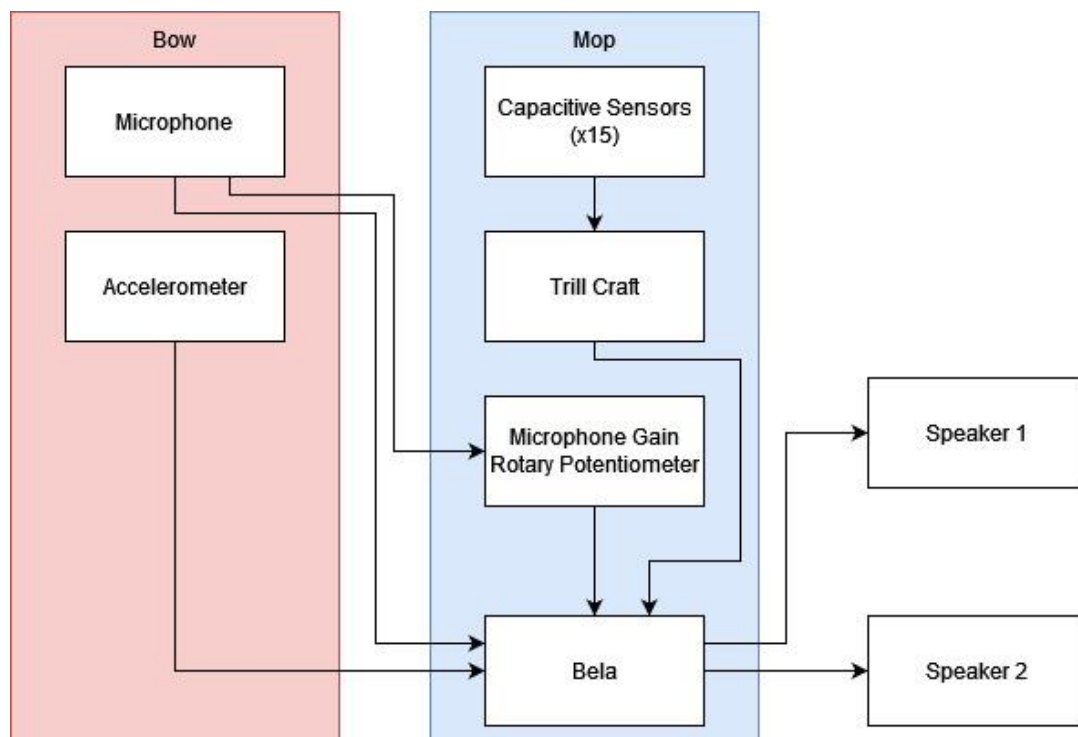 Bow
Microphone
Accelerometer
Mop
Capacitive Sensors
(x15)
Trill Craft
Microphone Gain
Rotary Potentiometer
Bela
Speaker 1
Speaker 2